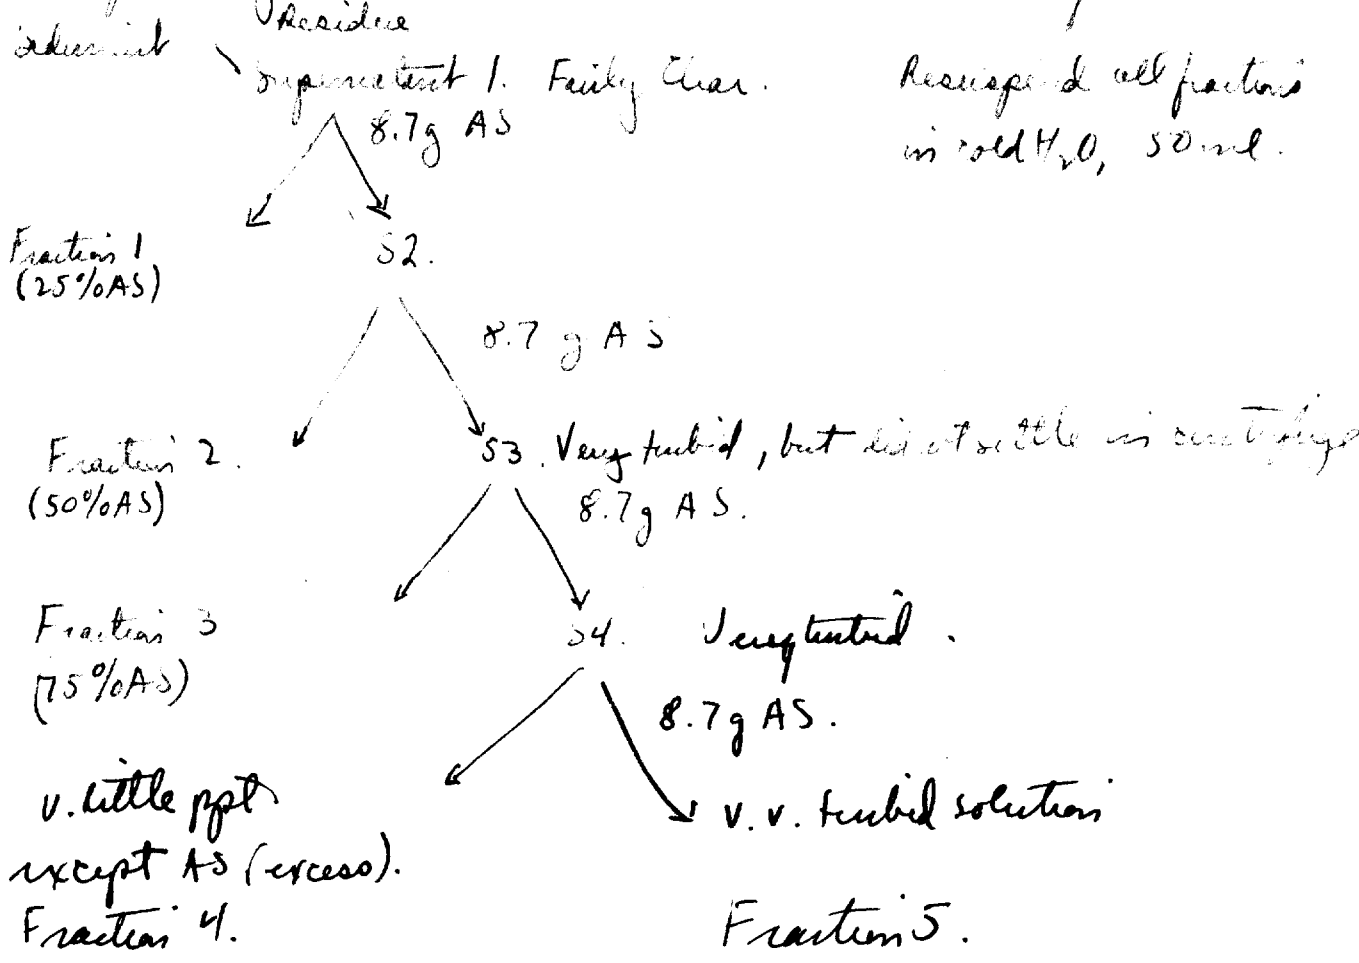 Residue
Sediment
Supernatent 1. Fairly Clear.
8.7g AS
Resuspend all fractions
in cold H₂O, 50 ml.
Fraction 1
(25% AS)
S2.
8.7 g AS
Fraction 2.
(50% AS)
S3. Very turbid, but did not settle in centrifuge
8.7g AS.
Fraction 3
(75% AS)
S4. Very turbid.
8.7g AS.
v. little ppt
except AS (excess).
Fraction 4.
v. v. turbid solution
Fraction 5.